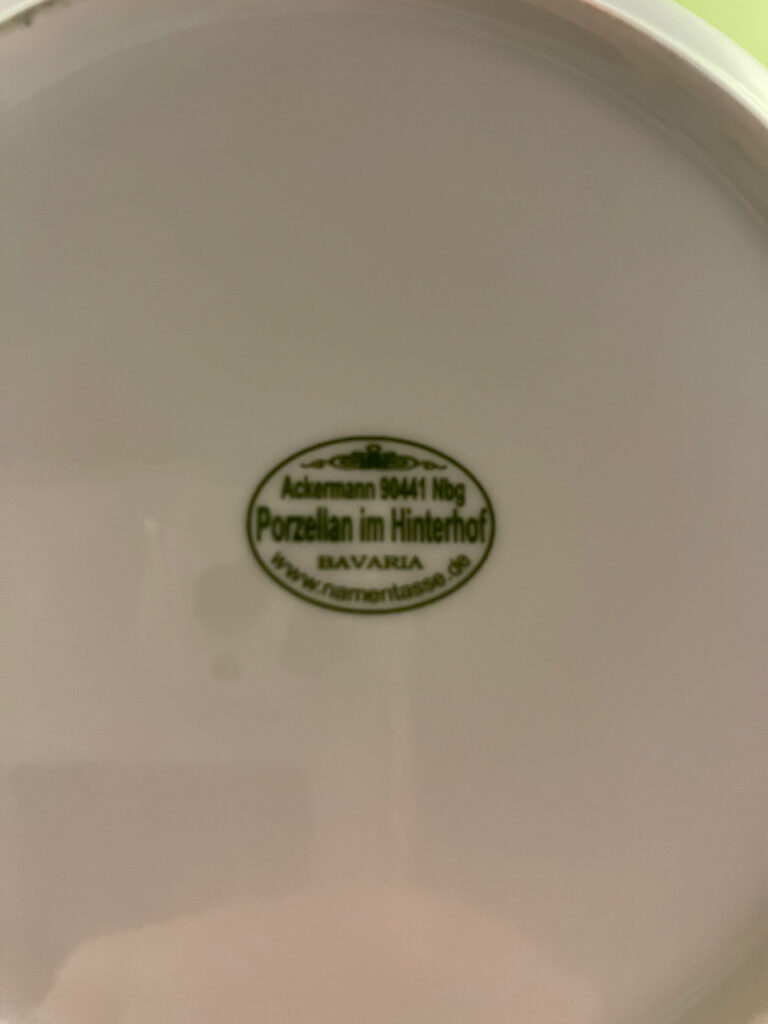 Ackermann 90441 Nbg
Porzellan im Hinterhof
BAVARIA
www.namentasse.de